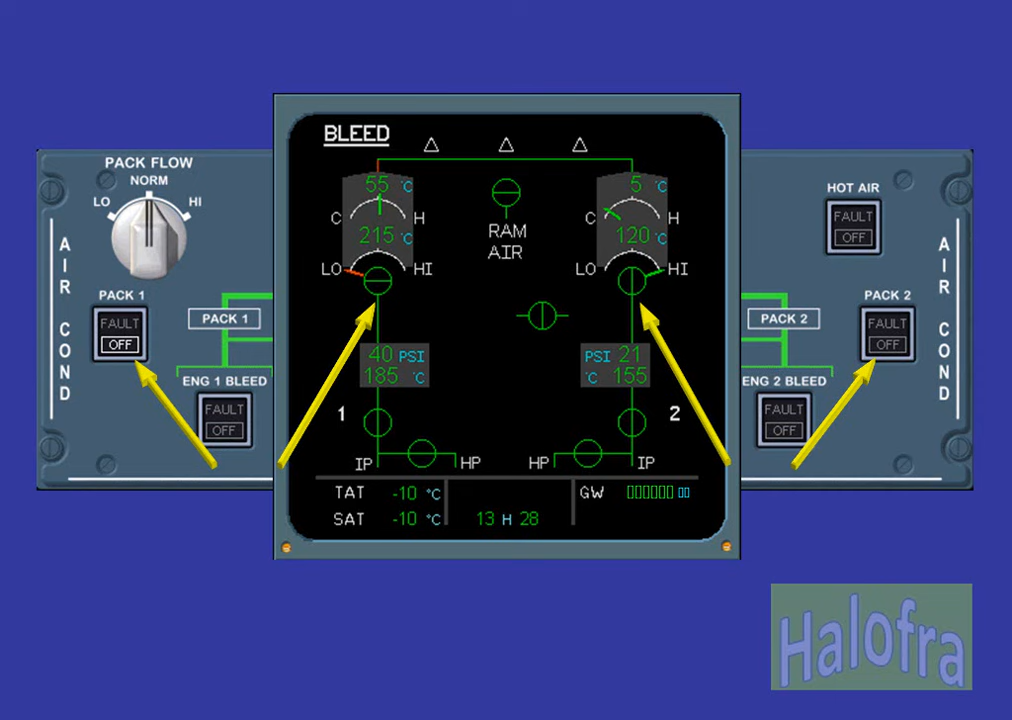 BLEED
PACK FLOW
NORM
LO HI
HOT AIR
FAULT
OFF
55 °C
5 °C
C H
C H
215 °C
120 °C
RAM
AIR
LO HI
LO HI
AIR COND
AIR COND
PACK 1
FAULT
OFF
PACK 1
PACK 2
PACK 2
FAULT
OFF
40 PSI
185 °C
PSI 21
°C 155
ENG 1 BLEED
FAULT
OFF
ENG 2 BLEED
FAULT
OFF
1
2
IP HP
HP IP
TAT -10 °C
GW
SAT -10 °C
13 H 28
Halofra